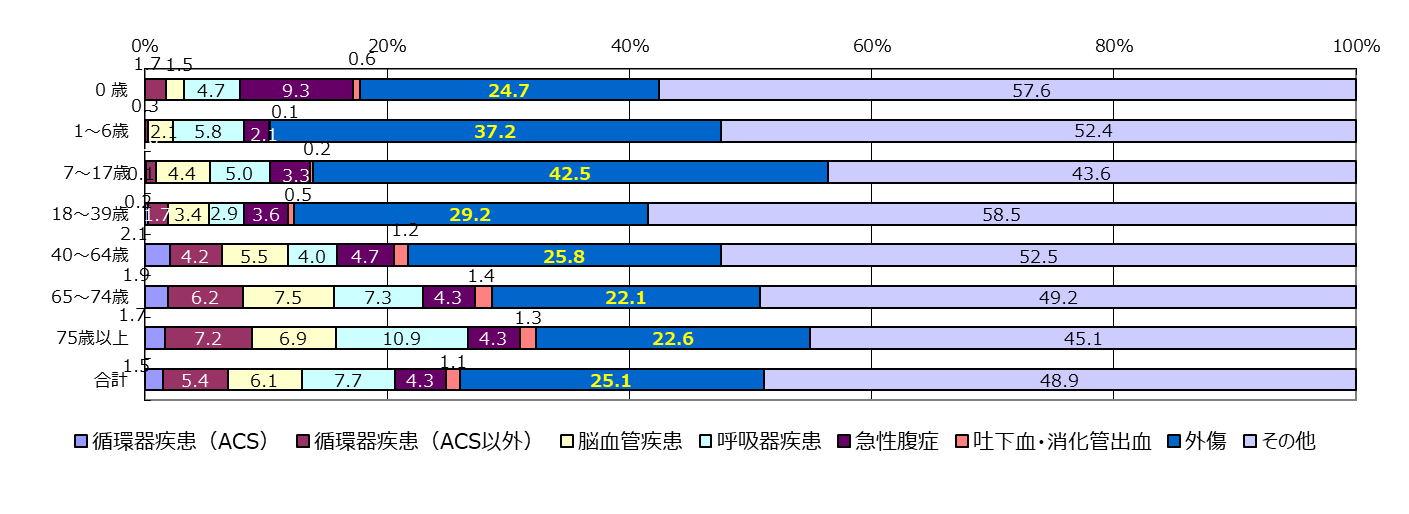 0% 20% 40% 60% 80% 100%
1.7 1.5 0.6
0 歳 4.7 9.3 24.7 57.6
0.3 0.1
1～6歳 2.1 5.8 2.1 37.2 52.4
0.2
7～17歳 0.1 4.4 5.0 3.3 42.5 43.6
0.2 0.5
18～39歳 1.7 3.4 2.9 3.6 29.2 58.5
2.1 1.2
40～64歳 4.2 5.5 4.0 4.7 25.8 52.5
1.9 1.4
65～74歳 6.2 7.5 7.3 4.3 22.1 49.2
1.7 1.3
75歳以上 7.2 6.9 10.9 4.3 22.6 45.1
1.5 1.1
合計 5.4 6.1 7.7 4.3 25.1 48.9
循環器疾患（ACS） 循環器疾患（ACS以外） 脳血管疾患 呼吸器疾患 急性腹症 吐下血・消化管出血 外傷 その他